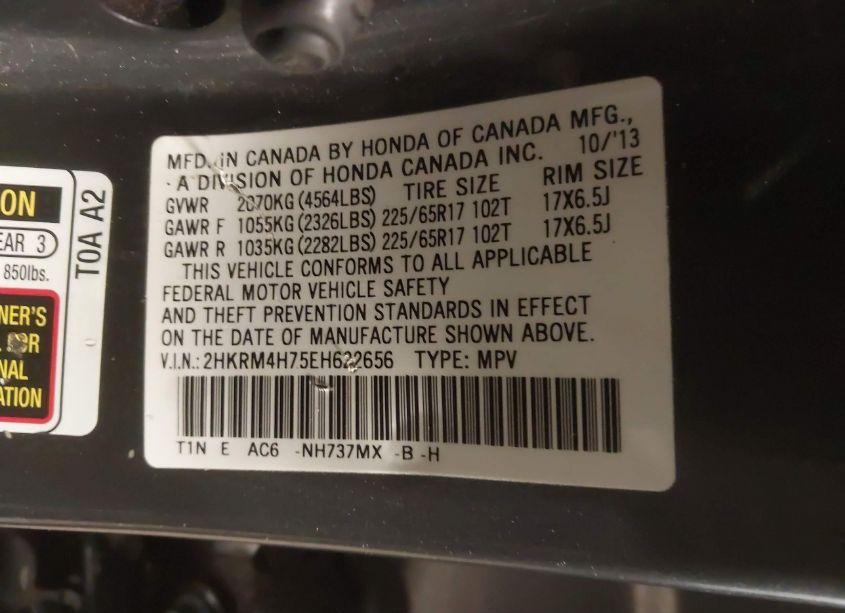 ON
EAR 3
850lbs.
NER'S
FOR
NAL
ATION
T0A A2
MFD. IN CANADA BY HONDA OF CANADA MFG.,
· A DIVISION OF HONDA CANADA INC. 10/'13
GVWR 2070KG (4564LBS) TIRE SIZE RIM SIZE
GAWR F 1055KG (2326LBS) 225/65R17 102T 17X6.5J
GAWR R 1035KG (2282LBS) 225/65R17 102T 17X6.5J
THIS VEHICLE CONFORMS TO ALL APPLICABLE
FEDERAL MOTOR VEHICLE SAFETY
AND THEFT PREVENTION STANDARDS IN EFFECT
ON THE DATE OF MANUFACTURE SHOWN ABOVE.
V.I.N.: 2HKRM4H75EH622656 TYPE: MPV
T1N E AC6 -NH737MX -B -H